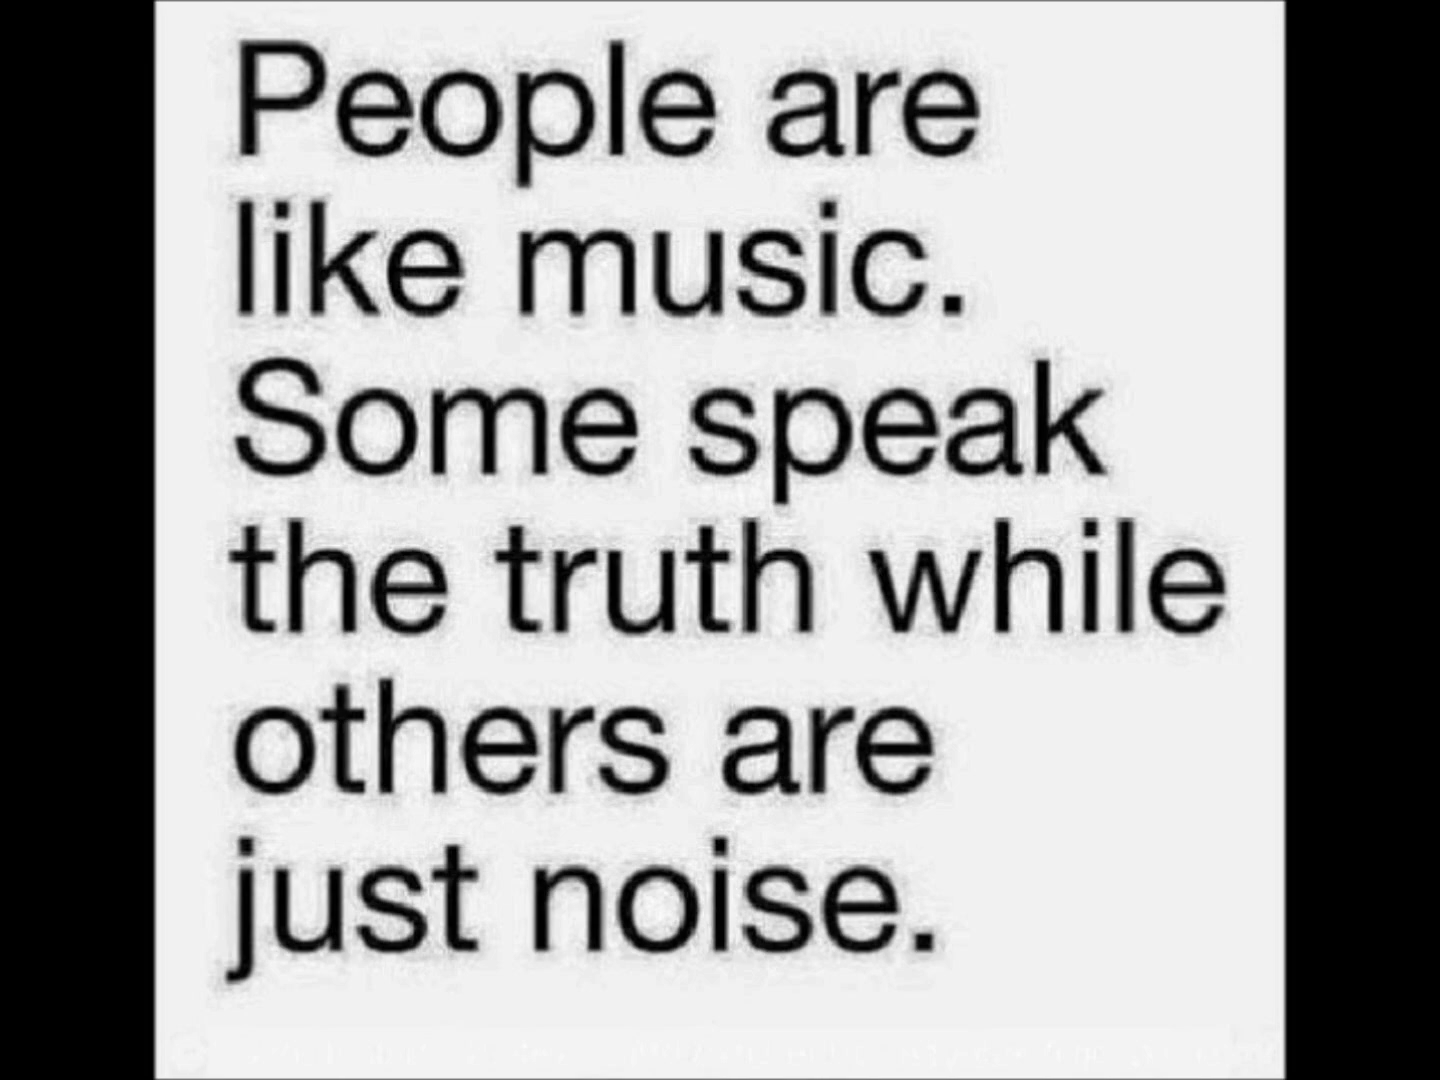 People are
like music.
Some speak
the truth while
others are
just noise.